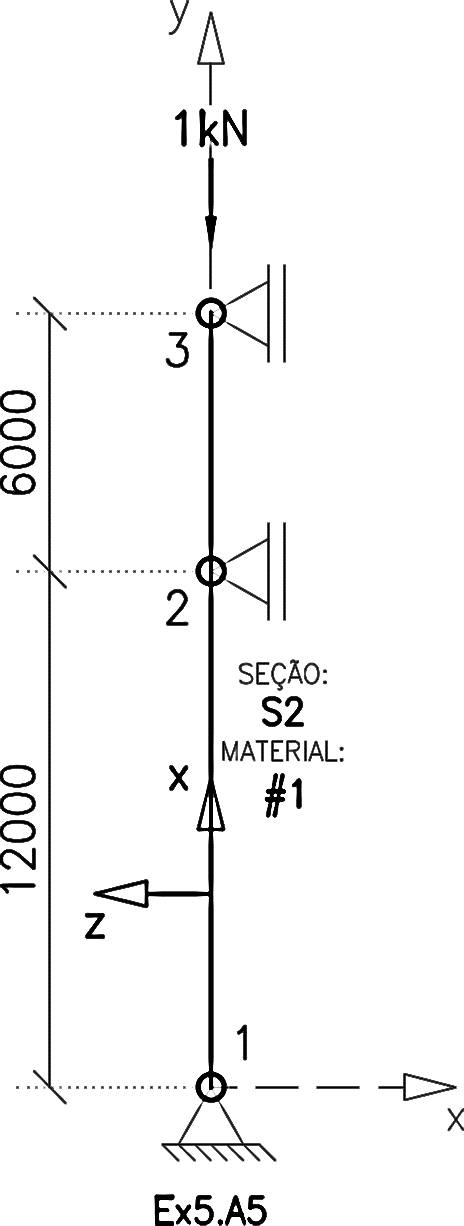 y
1kN
3
6000
2
SEÇÃO:
S2
MATERIAL:
#1
x
12000
z
1
x
Ex5.A5